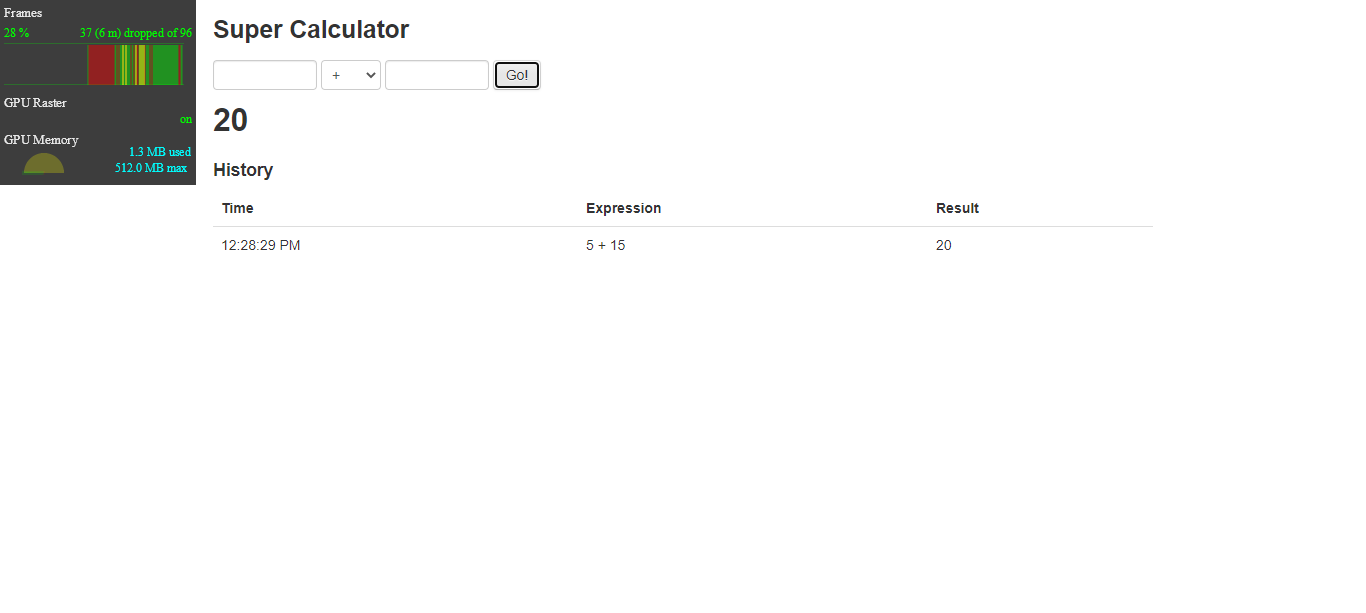 Frames
28 % 37 (6 m) dropped of 96
GPU Raster
on
GPU Memory
1.3 MB used
512.0 MB max
Super Calculator
+ Go!
20
History
Time Expression Result
12:28:29 PM 5 + 15 20